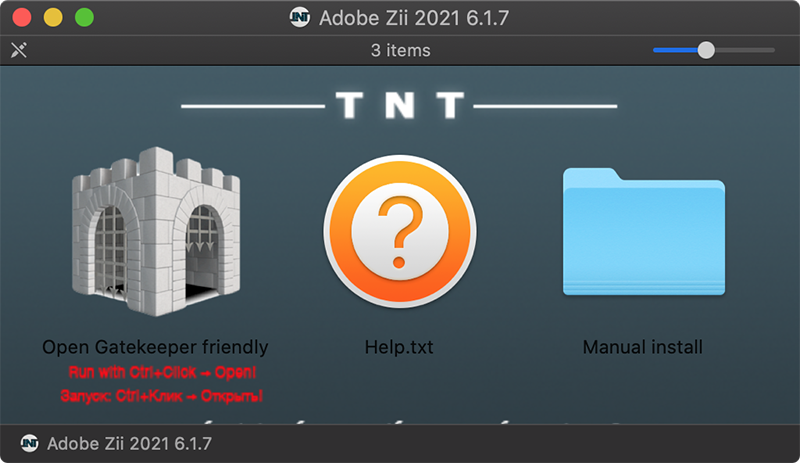 Adobe Zii 2021 6.1.7
3 items
TNT
Open Gatekeeper friendly
Run with Ctrl+Click → Open!
Запуск: Ctrl+Клик → Открыть!
Help.txt
Manual install
Adobe Zii 2021 6.1.7